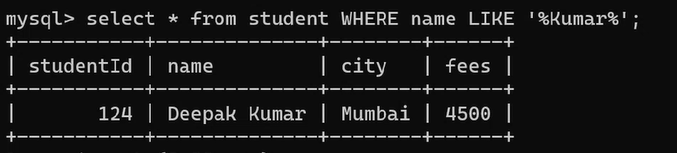 mysql> select * from student WHERE name LIKE '%Kumar%';
+-----------+--------------+--------+------+
| studentId | name         | city   | fees |
+-----------+--------------+--------+------+
|       124 | Deepak Kumar | Mumbai | 4500 |
+-----------+--------------+--------+------+